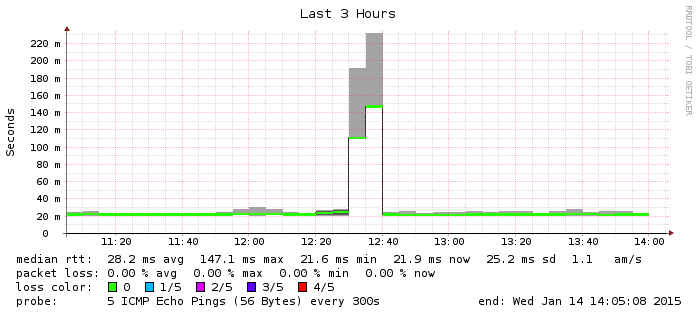 Last 3 Hours
RRDTOOL / TOBI OETIKER
Seconds
220 m
200 m
180 m
160 m
140 m
120 m
100 m
80 m
60 m
40 m
20 m
0
11:20 11:40 12:00 12:20 12:40 13:00 13:20 13:40 14:00
median rtt: 28.2 ms avg 147.1 ms max 21.6 ms min 21.9 ms now 25.2 ms sd 1.1 am/s
packet loss: 0.00 % avg 0.00 % max 0.00 % min 0.00 % now
loss color: 0 1/5 2/5 3/5 4/5
probe: 5 ICMP Echo Pings (56 Bytes) every 300s end: Wed Jan 14 14:05:08 2015